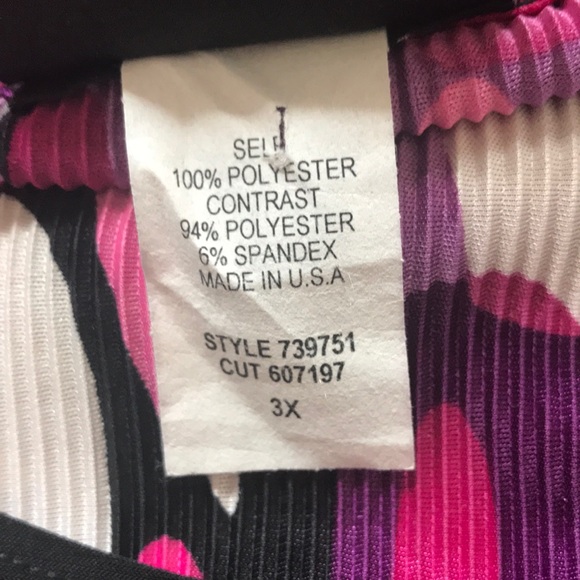 SELF
100% POLYESTER
CONTRAST
94% POLYESTER
6% SPANDEX
MADE IN U.S.A
STYLE 739751
CUT 607197
3X